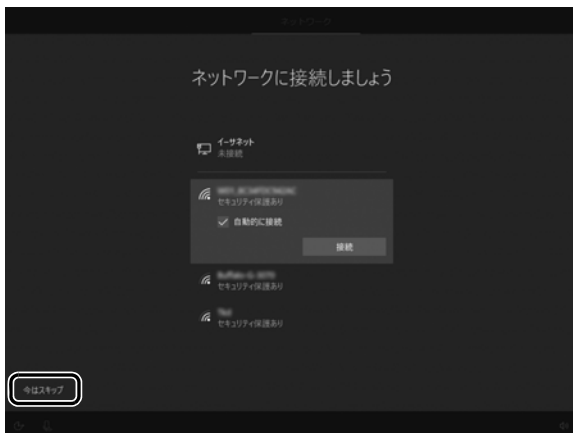 ネットワーク
ネットワークに接続しましょう
イーサネット
未接続
セキュリティ保護あり
自動的に接続
接続
セキュリティ保護あり
セキュリティ保護あり
今はスキップ